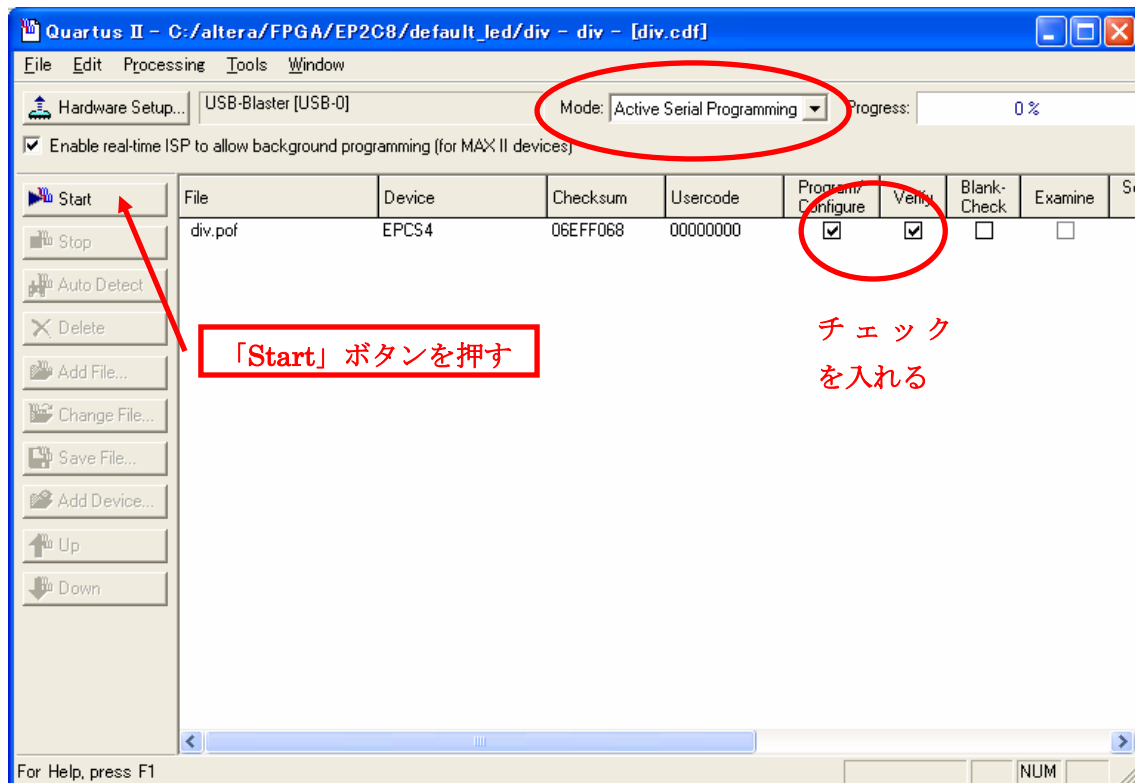 Quartus II - C:/altera/FPGA/EP2C8/default_led/div - div - [div.cdf]
File Edit Processing Tools Window
Hardware Setup... USB-Blaster [USB-0] Mode: Active Serial Programming Progress: 0 %
Enable real-time ISP to allow background programming (for MAX II devices)
Start File Device Checksum Usercode Program/ Configure Verify Blank- Check Examine
div.pof EPCS4 06EFF068 00000000
Stop
Auto Detect
Delete
「Start」ボタンを押す
チェック
を入れる
Add File...
Change File...
Save File...
Add Device...
Up
Down
For Help, press F1 NUM